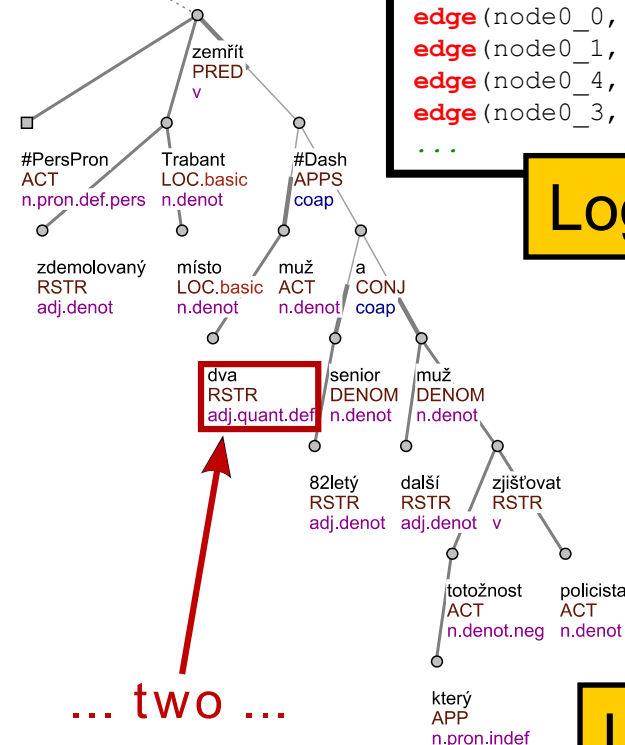 edge(node0_0,
edge(node0_1,
edge(node0_4,
edge(node0_3,
...
zemřít
PRED
v
#PersPron
ACT
n.pron.def.pers
Trabant
LOC.basic
n.denot
#Dash
APPS
coap
zdemolovaný
RSTR
adj.denot
místo
LOC.basic
n.denot
muž
ACT
n.denot
a
CONJ
coap
dva
RSTR
adj.quant.def
senior
DENOM
n.denot
muž
DENOM
n.denot
82letý
RSTR
adj.denot
další
RSTR
adj.denot
zjišťovat
RSTR
v
totožnost
ACT
n.denot.neg
policista
ACT
n.denot
který
APP
n.pron.indef
... two ...